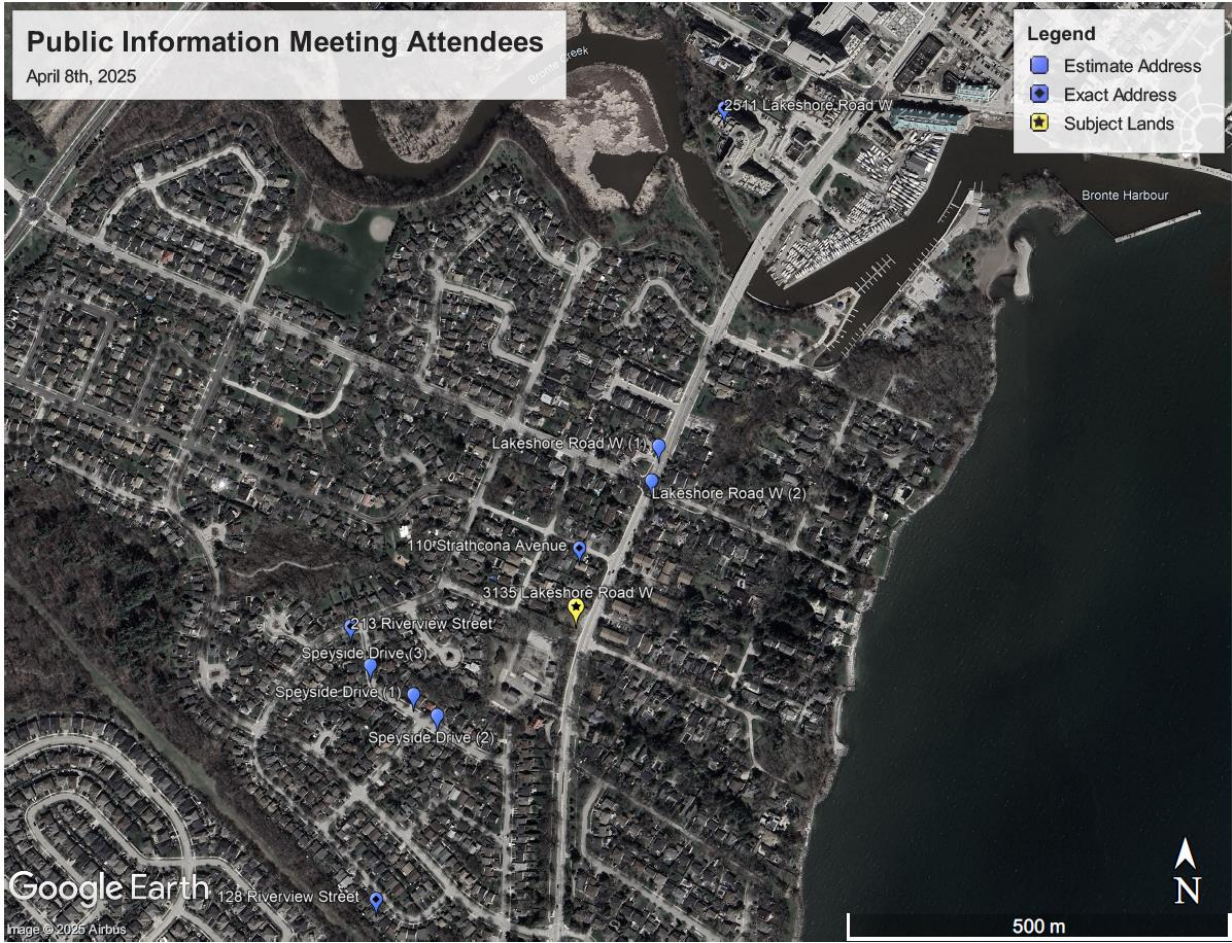 Public Information Meeting Attendees
April 8th, 2025
Legend
Estimate Address
Exact Address
Subject Lands
Bronte Creek
2511 Lakeshore Road W
Bronte Harbour
Lakeshore Road W (1)
Lakeshore Road W (2)
110 Strathcona Avenue
3135 Lakeshore Road W
213 Riverview Street
Speyside Drive (3)
Speyside Drive (1)
Speyside Drive (2)
128 Riverview Street
Google Earth
Image © 2025 Airbus
N
500 m